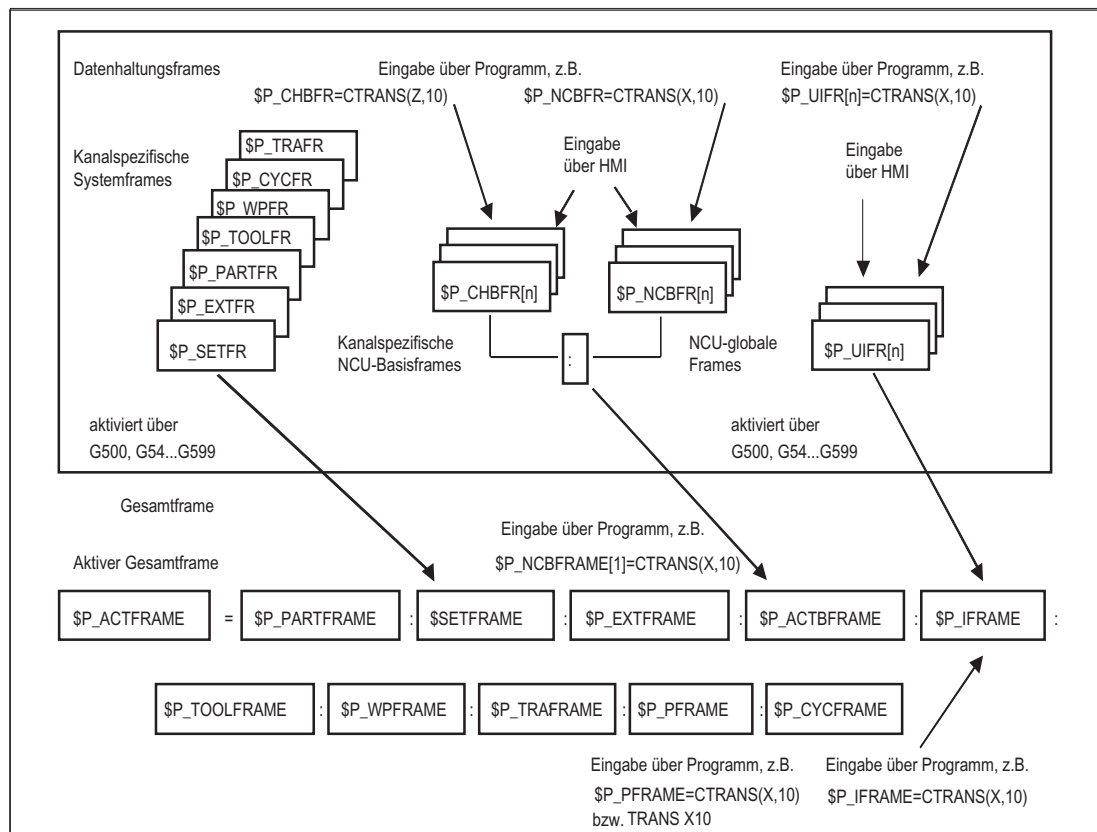 Datenhaltungsframes
Eingabe über Programm, z.B.
$P_CHBFR=CTRANS(Z,10)
$P_NCBFR=CTRANS(X,10)
Eingabe über Programm, z.B.
$P_UIFR[n]=CTRANS(X,10)
Kanalspezifische
Systemframes
$P_TRAFR
$P_CYCFR
$P_WPFR
$P_TOOLFR
$P_PARTFR
$P_EXTFR
$P_SETFR
Eingabe
über HMI
Eingabe
über HMI
$P_CHBFR[n]
$P_NCBFR[n]
$P_UIFR[n]
Kanalspezifische
NCU-Basisframes
:
NCU-globale
Frames
aktiviert über
G500, G54...G599
aktiviert über
G500, G54...G599
Gesamtframe
Eingabe über Programm, z.B.
$P_NCBFRAME[1]=CTRANS(X,10)
Aktiver Gesamtframe
$P_ACTFRAME = $P_PARTFRAME : $SETFRAME : $P_EXTFRAME : $P_ACTBFRAME : $P_IFRAME :
$P_TOOLFRAME : $P_WPFRAME : $P_TRAFRAME : $P_PFRAME : $P_CYCFRAME
Eingabe über Programm, z.B.
$P_PFRAME=CTRANS(X,10)
bzw. TRANS X10
Eingabe über Programm, z.B.
$P_IFRAME=CTRANS(X,10)